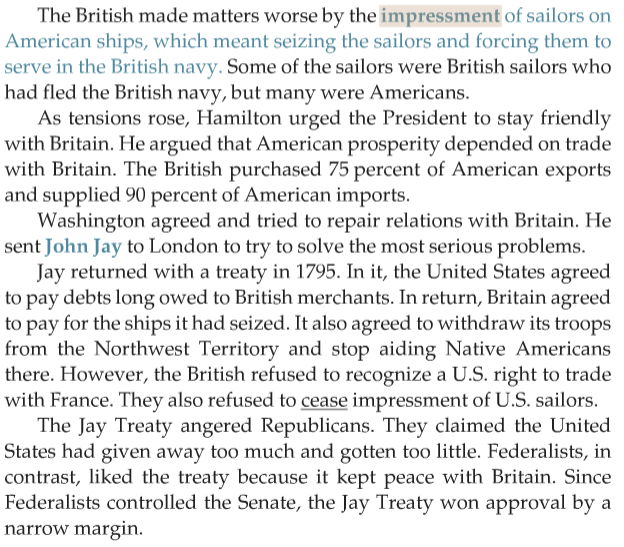 The British made matters worse by the impressment of sailors on
American ships, which meant seizing the sailors and forcing them to
serve in the British navy. Some of the sailors were British sailors who
had fled the British navy, but many were Americans.
As tensions rose, Hamilton urged the President to stay friendly
with Britain. He argued that American prosperity depended on trade
with Britain. The British purchased 75 percent of American exports
and supplied 90 percent of American imports.
Washington agreed and tried to repair relations with Britain. He
sent John Jay to London to try to solve the most serious problems.
Jay returned with a treaty in 1795. In it, the United States agreed
to pay debts long owed to British merchants. In return, Britain agreed
to pay for the ships it had seized. It also agreed to withdraw its troops
from the Northwest Territory and stop aiding Native Americans
there. However, the British refused to recognize a U.S. right to trade
with France. They also refused to cease impressment of U.S. sailors.
The Jay Treaty angered Republicans. They claimed the United
States had given away too much and gotten too little. Federalists, in
contrast, liked the treaty because it kept peace with Britain. Since
Federalists controlled the Senate, the Jay Treaty won approval by a
narrow margin.